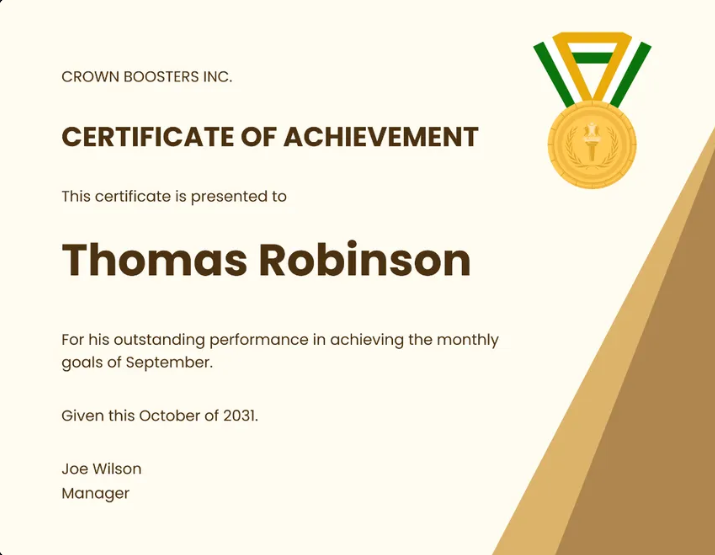 CROWN BOOSTERS INC.
CERTIFICATE OF ACHIEVEMENT
This certificate is presented to
Thomas Robinson
For his outstanding performance in achieving the monthly
goals of September.
Given this October of 2031.
Joe Wilson
Manager